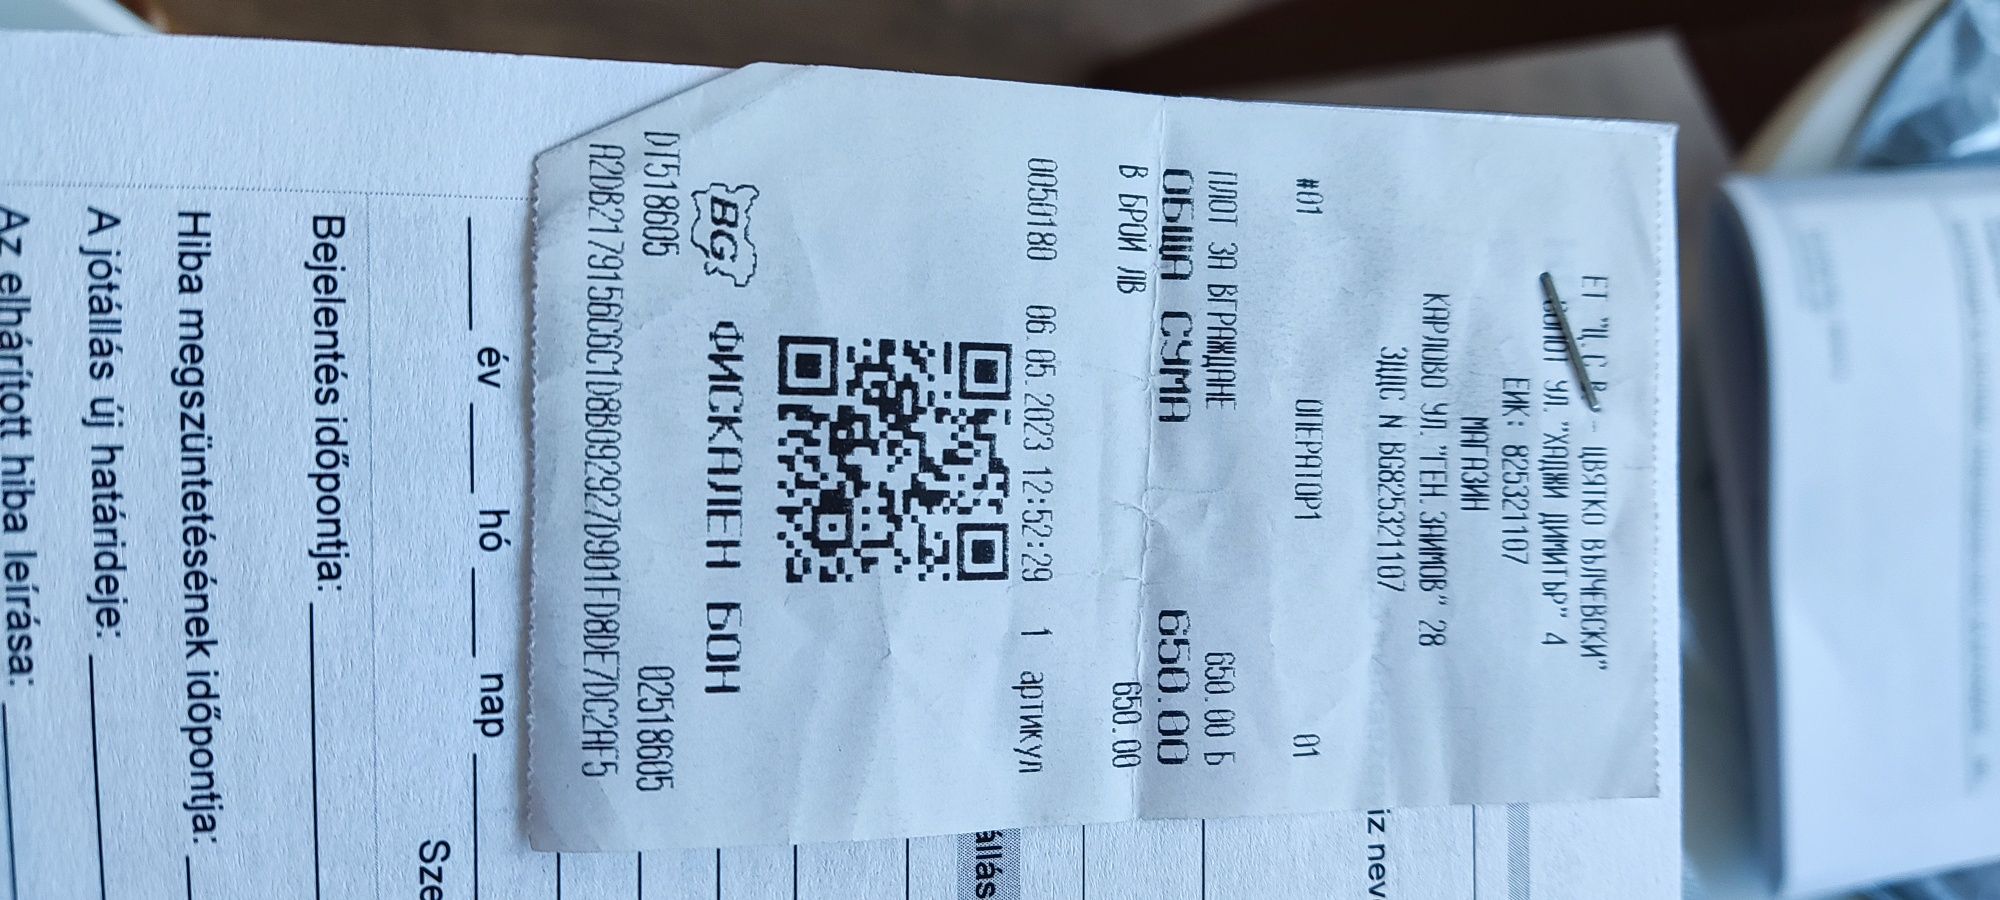 ЕТ "Ц.С.В.- ЦВЯТКО ВЪЛЧЕВСКИ"
УЛ. "ХАДЖИ ДИМИТЪР" 4
ЕИК: 825321107
МАГАЗИН
КАРЛОВО УЛ. "ГЕН.ЗАИМОВ" 28
ЗДДС N BG825321107
#01 ОПЕРАТОР1 01
ПЛОТ ЗА ВГРАЖДАНЕ 650.00 Б
ОБЩА СУМА 650.00
В БРОЙ ЛВ 650.00
0050180 06.05.2023 12:52:29 1 артикул
BG ФИСКАЛЕН БОН
DT518605 02518605
A2DB2179156C6C1D8B092927D901FD8DE7DC2AF5
iz nev
állás
év hó nap
Sze
Bejelentés időpontja:
Hiba megszüntetésének időpontja:
A jótállás új határideje:
Az elhárított hiba leírása: